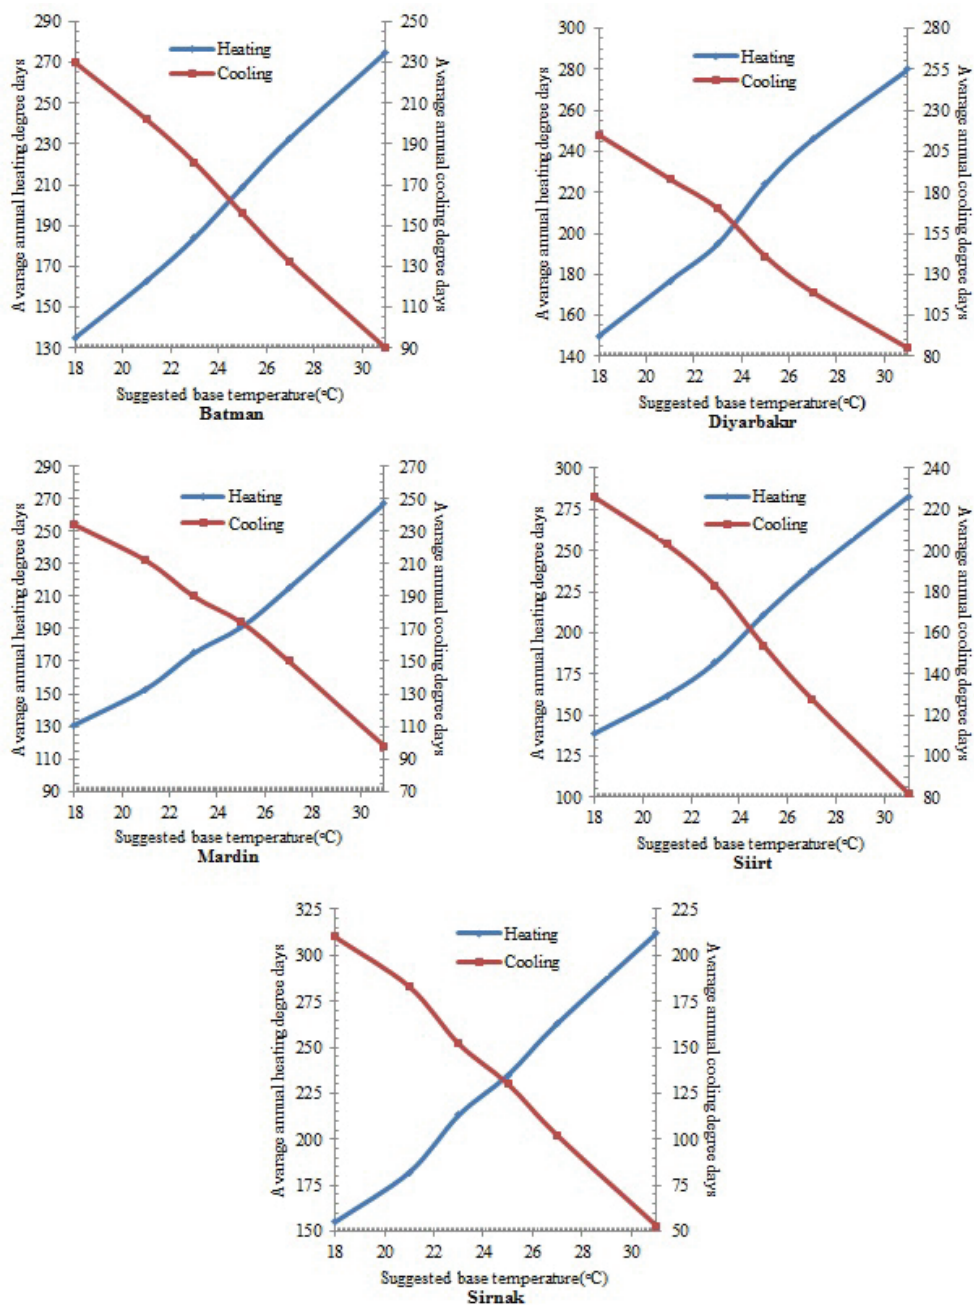 290
270
250
230
210
190
170
150
130
250
230
210
190
170
150
130
110
90
18 20 22 24 26 28 30
Avarage annual heating degree days
Avarage annual cooling degree days
Heating
Cooling
Suggested base temperature(°C)
Batman
300
280
260
240
220
200
180
160
140
280
255
230
205
180
155
130
105
80
18 20 22 24 26 28 30
Avarage annual heating degree days
Avarage annual cooling degree days
Heating
Cooling
Suggested base temperature(°C)
Diyarbakır
290
270
250
230
210
190
170
150
130
110
90
270
250
230
210
190
170
150
130
110
90
70
18 20 22 24 26 28 30
Avarage annual heating degree days
Avarage annual cooling degree days
Heating
Cooling
Suggested base temperature(°C)
Mardin
300
275
250
225
200
175
150
125
100
240
220
200
180
160
140
120
100
80
18 20 22 24 26 28 30
Avarage annual heating degree days
Avarage annual cooling degree days
Heating
Cooling
Suggested base temperature(°C)
Siirt
325
300
275
250
225
200
175
150
225
200
175
150
125
100
75
50
18 20 22 24 26 28 30
Avarage annual heating degree days
Avarage annual cooling degree days
Heating
Cooling
Suggested base temperature(°C)
Sirnak